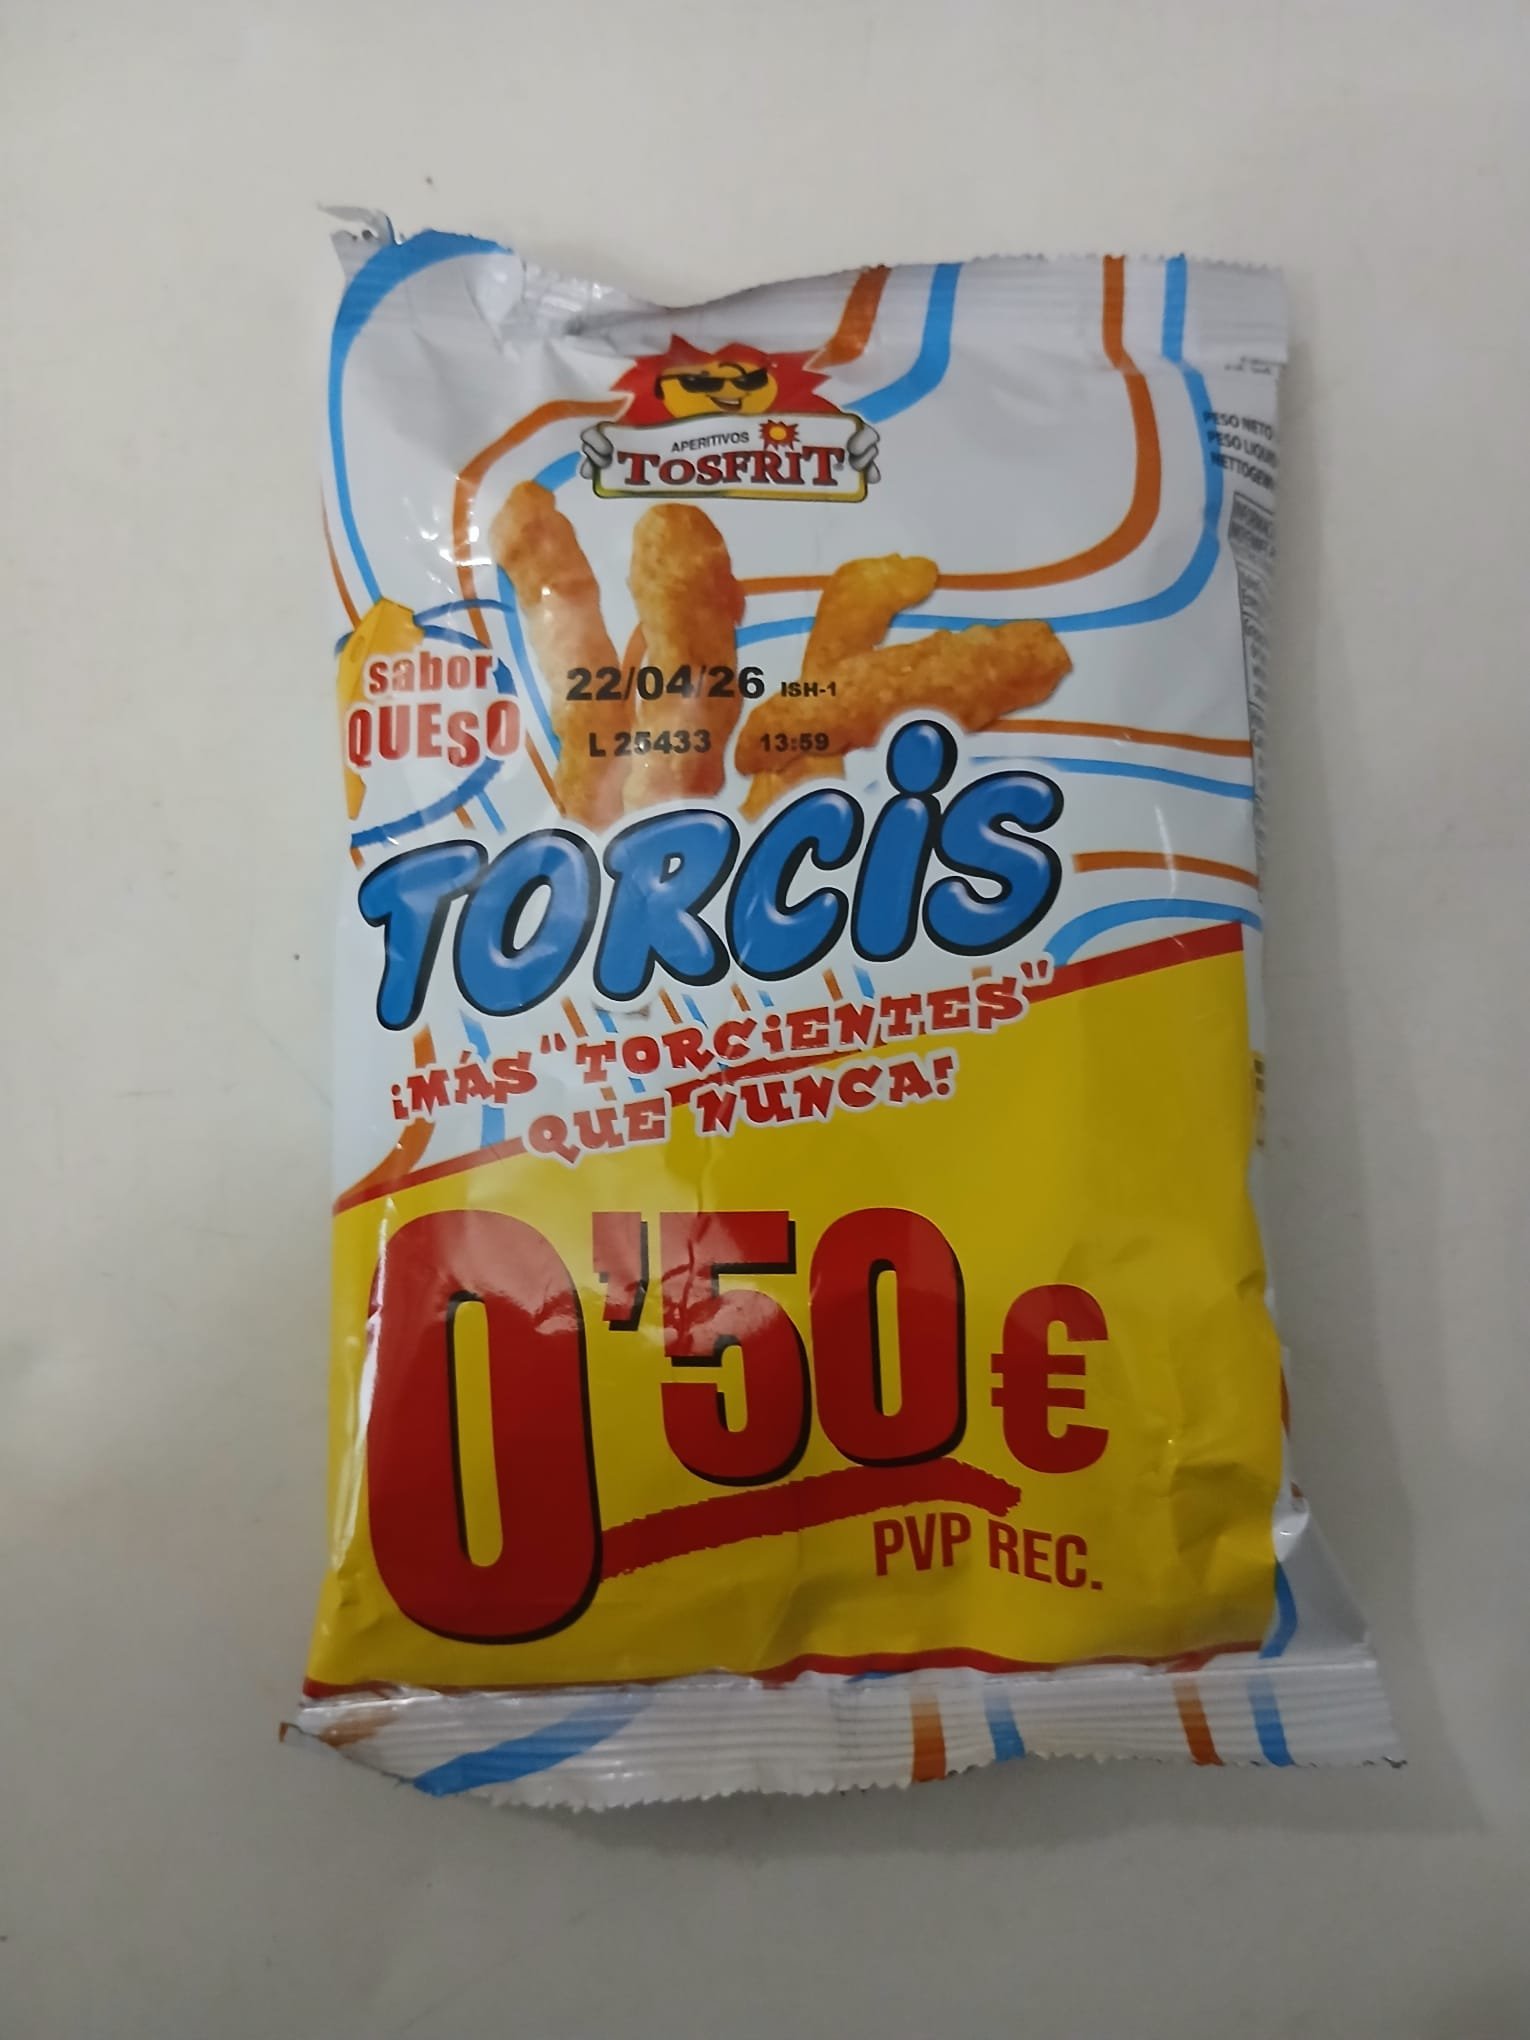 APERITIVOS
TOSFRIT
PESO NETO
PESO
sabor
QUESO
22/04/26 ISH-1
L 25433 13:59
TORCiS
¡MÁS "TORCiENTES"
QUE NUNCA!
0'50 €
PVP REC.